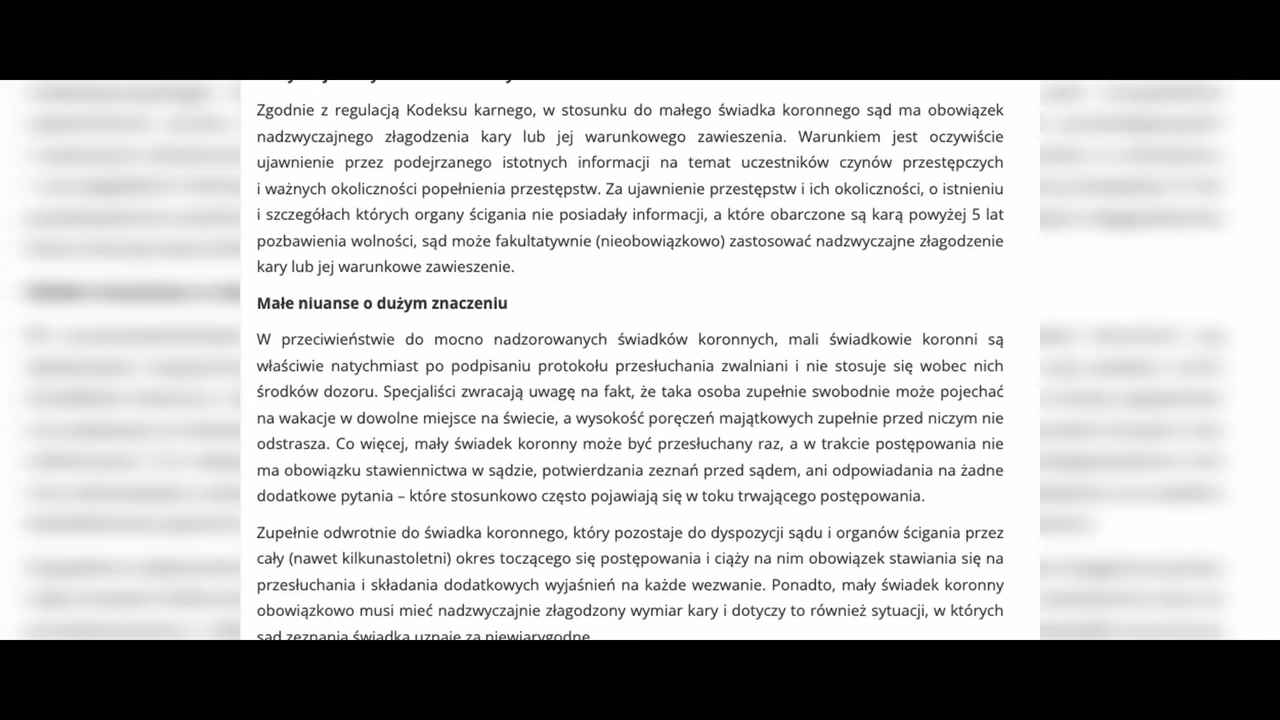 Zgodnie z regulacją Kodeksu karnego, w stosunku do małego świadka koronnego sąd ma obowiązek
nadzwyczajnego złagodzenia kary lub jej warunkowego zawieszenia. Warunkiem jest oczywiście
ujawnienie przez podejrzanego istotnych informacji na temat uczestników czynów przestępczych
i ważnych okoliczności popełnienia przestępstw. Za ujawnienie przestępstw i ich okoliczności, o istnieniu
i szczegółach których organy ścigania nie posiadały informacji, a które obarczone są karą powyżej 5 lat
pozbawienia wolności, sąd może fakultatywnie (nieobowiązkowo) zastosować nadzwyczajne złagodzenie
kary lub jej warunkowe zawieszenie.
Małe niuanse o dużym znaczeniu
W przeciwieństwie do mocno nadzorowanych świadków koronnych, mali świadkowie koronni są
właściwie natychmiast po podpisaniu protokołu przesłuchania zwalniani i nie stosuje się wobec nich
środków dozoru. Specjaliści zwracają uwagę na fakt, że taka osoba zupełnie swobodnie może pojechać
na wakacje w dowolne miejsce na świecie, a wysokość poręczeń majątkowych zupełnie przed niczym nie
odstrasza. Co więcej, mały świadek koronny może być przesłuchany raz, a w trakcie postępowania nie
ma obowiązku stawiennictwa w sądzie, potwierdzania zeznań przed sądem, ani odpowiadania na żadne
dodatkowe pytania – które stosunkowo często pojawiają się w toku trwającego postępowania.
Zupełnie odwrotnie do świadka koronnego, który pozostaje do dyspozycji sądu i organów ścigania przez
cały (nawet kilkunastoletni) okres toczącego się postępowania i ciąży na nim obowiązek stawiania się na
przesłuchania i składania dodatkowych wyjaśnień na każde wezwanie. Ponadto, mały świadek koronny
obowiązkowo musi mieć nadzwyczajnie złagodzony wymiar kary i dotyczy to również sytuacji, w których
sąd zeznania świadka uznaje za niewiarygodne.